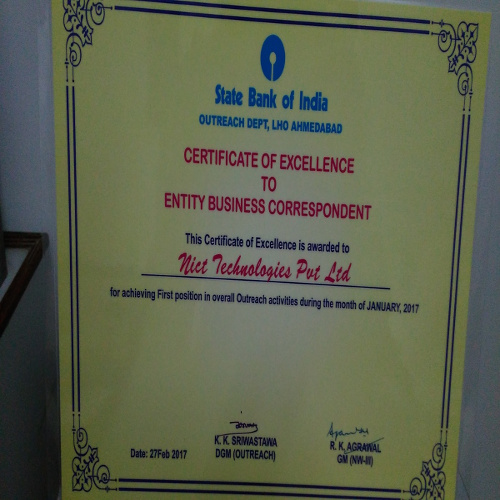 State Bank of India
OUTREACH DEPT, LHO AHMEDABAD
CERTIFICATE OF EXCELLENCE
TO
ENTITY BUSINESS CORRESPONDENT
This Certificate of Excellence is awarded to
Nict Technologies Pvt Ltd
for achieving First position in overall Outreach activities during the month of JANUARY, 2017
Date: 27Feb 2017
K. K. SRIWASTAWA
DGM (OUTREACH)
R. K. AGRAWAL
GM (NW-III)